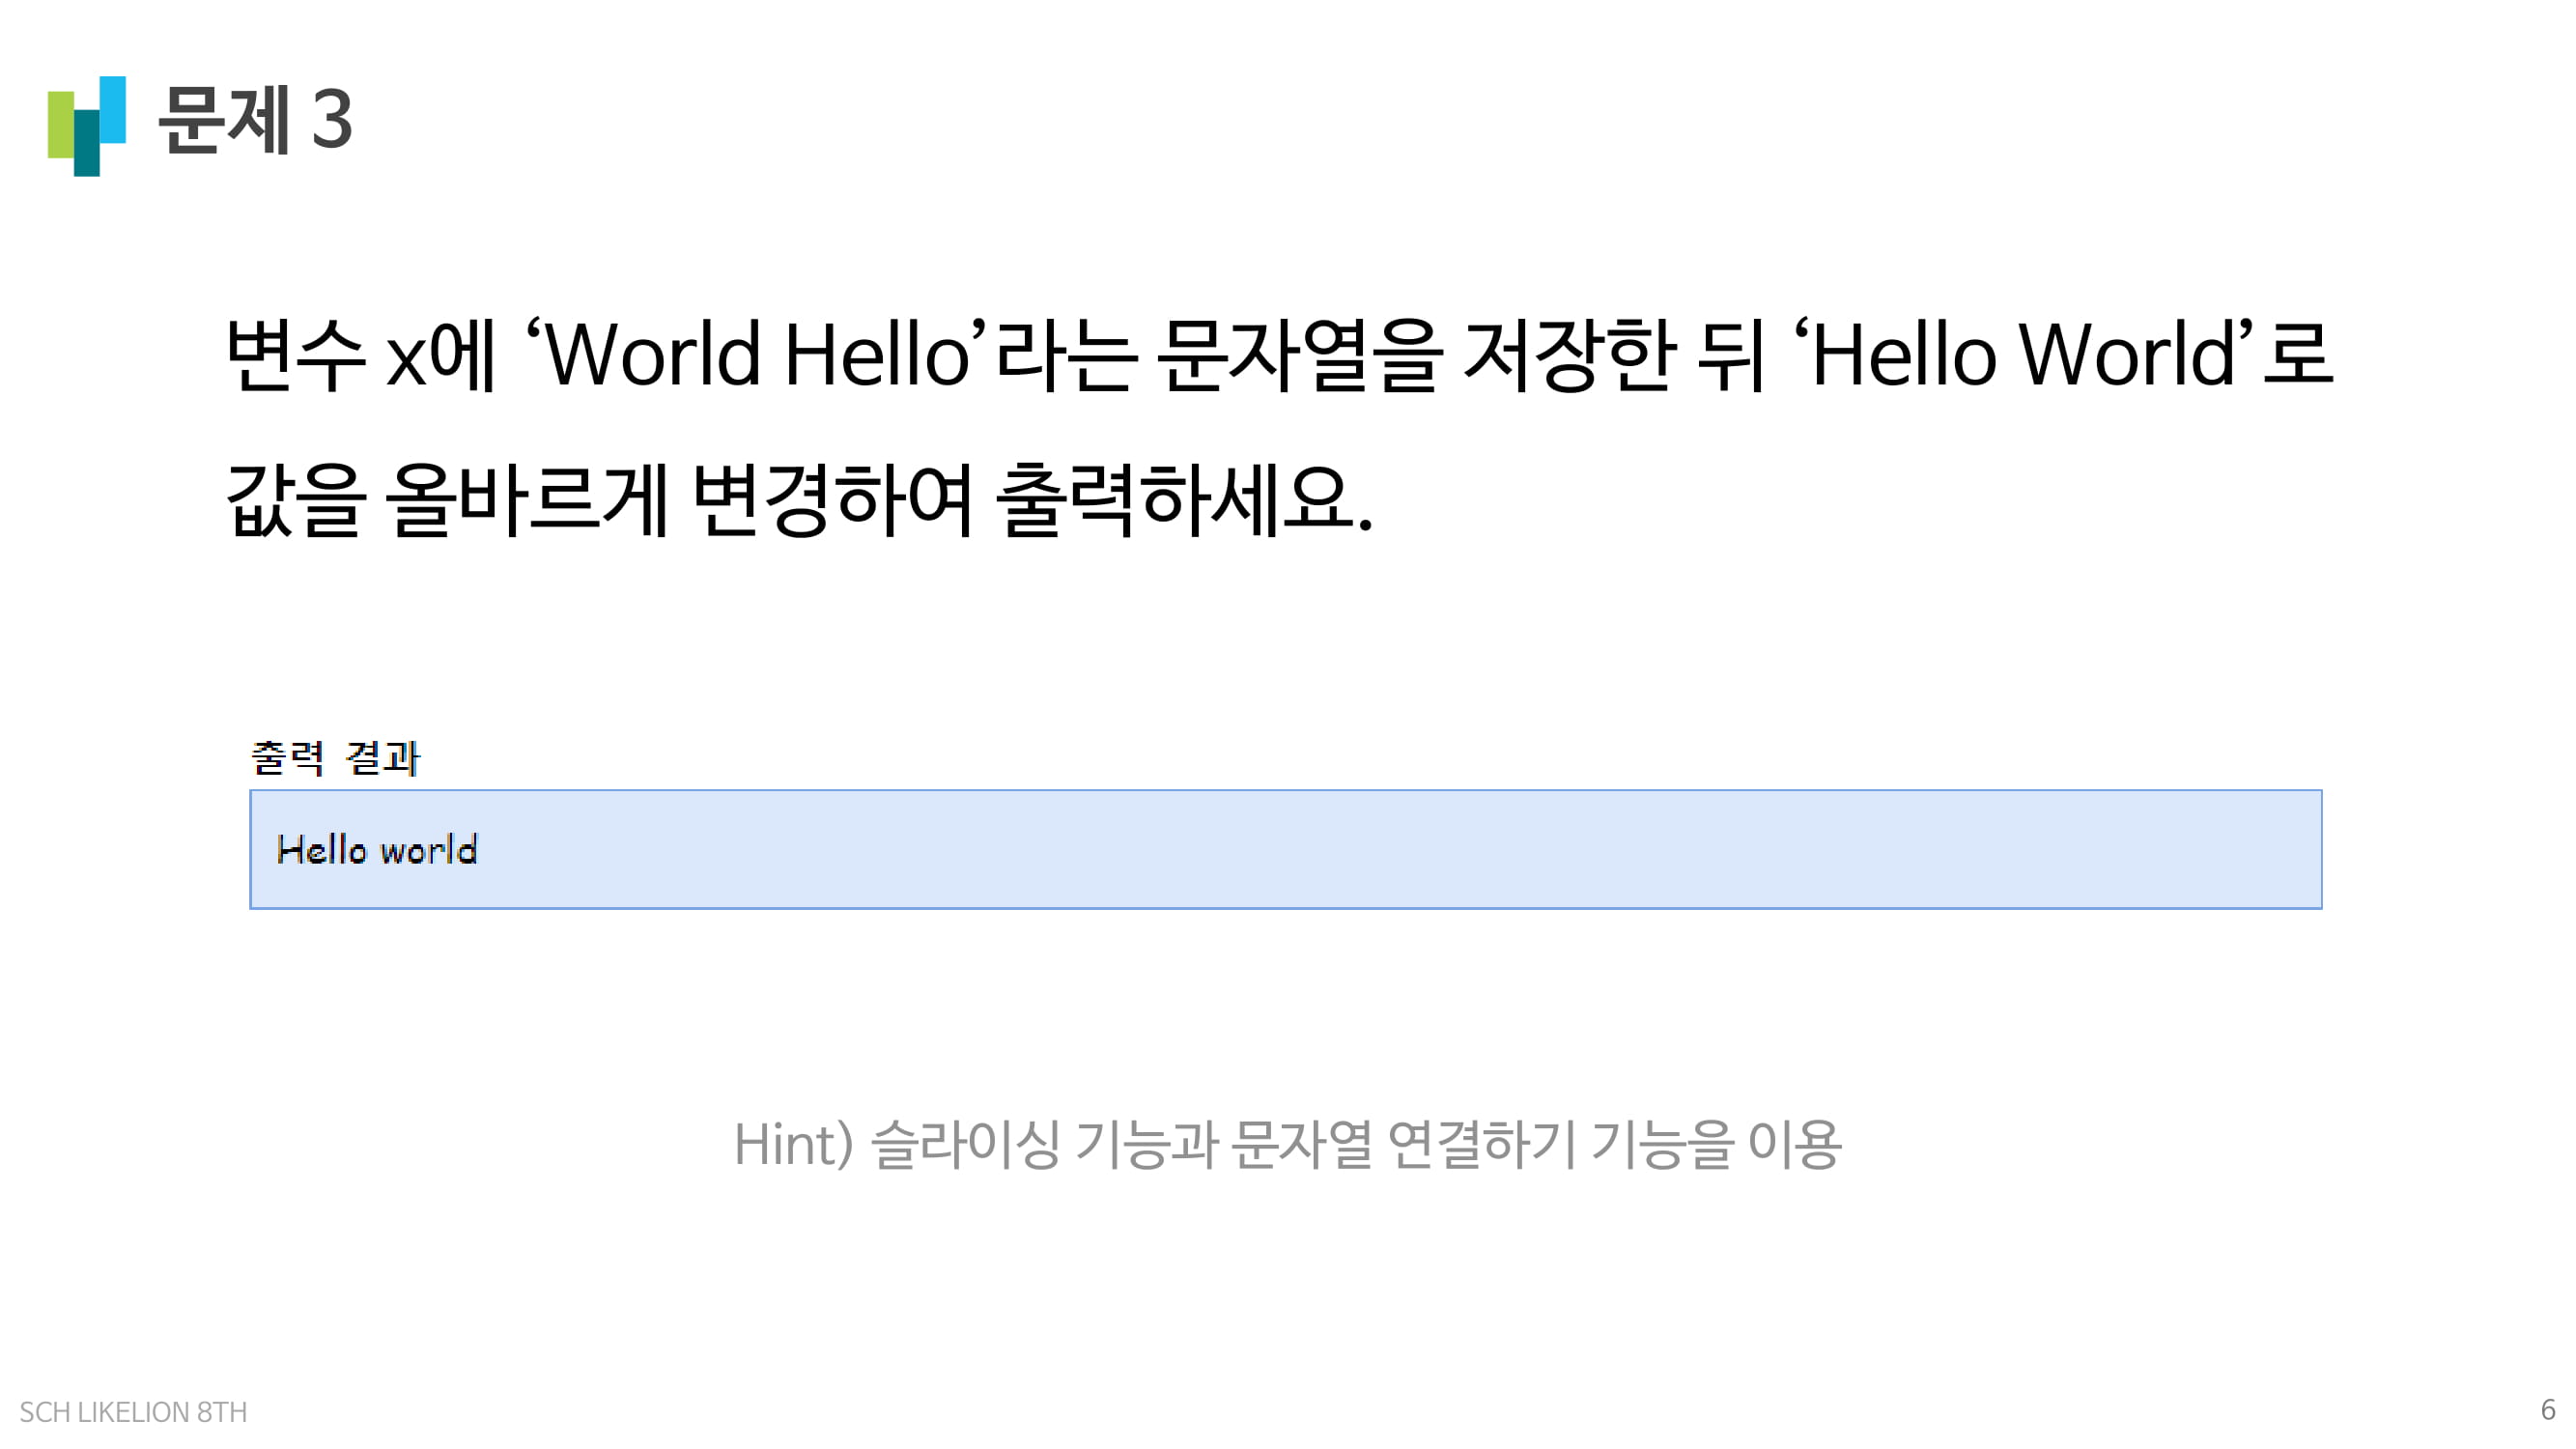 문제 3
변수 x에 ‘World Hello’라는 문자열을 저장한 뒤 ‘Hello World’로
값을 올바르게 변경하여 출력하세요.
출력 결과
Hello world
Hint) 슬라이싱 기능과 문자열 연결하기 기능을 이용
SCH LIKELION 8TH
6